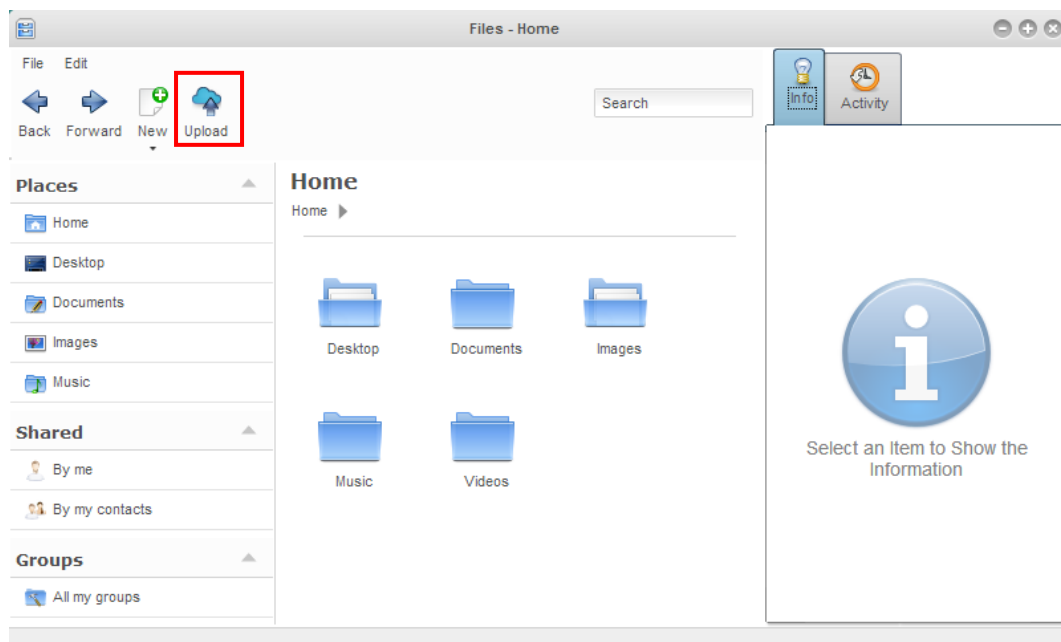 Files - Home
File Edit
Back Forward New Upload
Search
Info
Activity
Places
Home
Desktop
Documents
Images
Music
Shared
By me
By my contacts
Groups
All my groups
Home
Home
Desktop Documents Images
Music Videos
Select an Item to Show the
Information